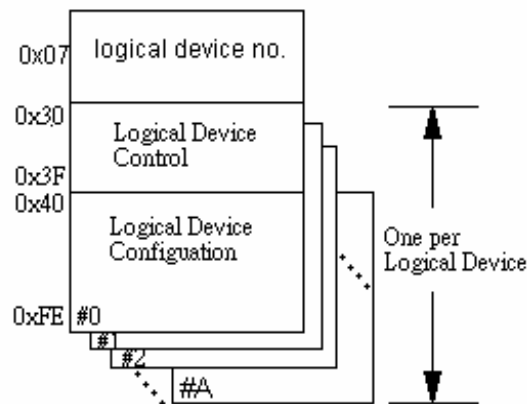 0x07
logical device no.
0x30
Logical Device
Control
0x3F
0x40
Logical Device
Configuation
One per
Logical Device
0xFE
#0
#1
#2
#A